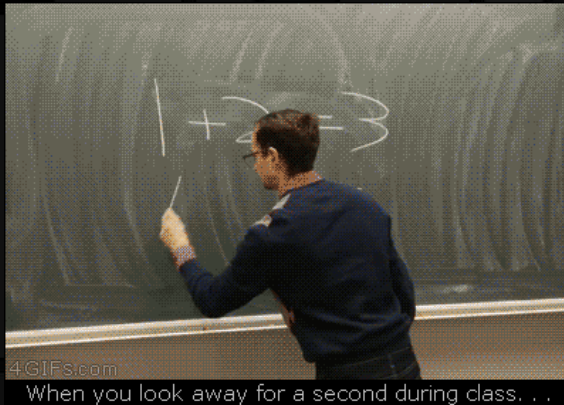 1 + 2 = 3
4GIFs.com
When you look away for a second during class. . .